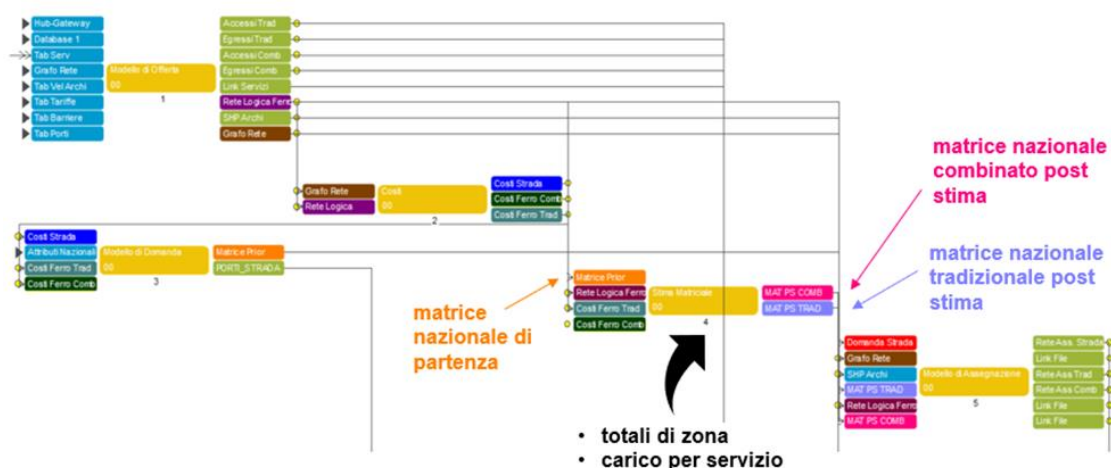 Hub-Gateway
Database 1
Tab Serv
Grafo Rete
Tab Vel Archi
Tab Tariffe
Tab Barriere
Tab Porti
Modello di Offerta
00
1
Accessi Trad
Egressi Trad
Accessi Comb
Egressi Comb
Link Servizi
Rete Logica Ferro
SHP Archi
Grafo Rete
Grafo Rete
Rete Logica
Costi
00
2
Costi Strada
Costi Ferro Comb
Costi Ferro Trad
Costi Strada
Attributi Nazionali
Costi Ferro Trad
Costi Ferro Comb
Modello di Domanda
00
3
Matrice Prior
PORTI_STRADA
matrice
nazionale di
partenza
Matrice Prior
Rete Logica Ferro
Costi Ferro Trad
Costi Ferro Comb
Stima Matriciale
00
4
MAT PS COMB
MAT PS TRAD
matrice nazionale
combinato post
stima
matrice nazionale
tradizionale post
stima
Domanda Strada
Grafo Rete
SHP Archi
MAT PS TRAD
Rete Logica Ferro
MAT PS COMB
Modello di Assegnazione
00
5
Rete Ass. Strada
Link File
Rete Ass Trad
Rete Ass Comb
Link File
Link File
• totali di zona
• carico per servizio